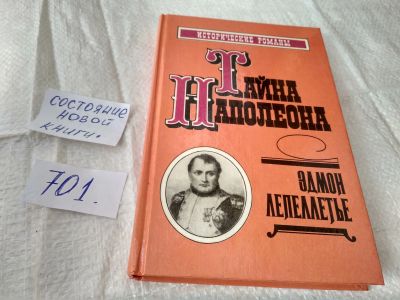 ИСТОРИЧЕСКИЕ РОМАНЫ
ТАЙНА
НАПОЛЕОНА
ЭДМОН
ЛЕПЕЛЛЕТЬЕ
СОСТОЯНИЕ
НОВОЙ
КНИГИ.
701.